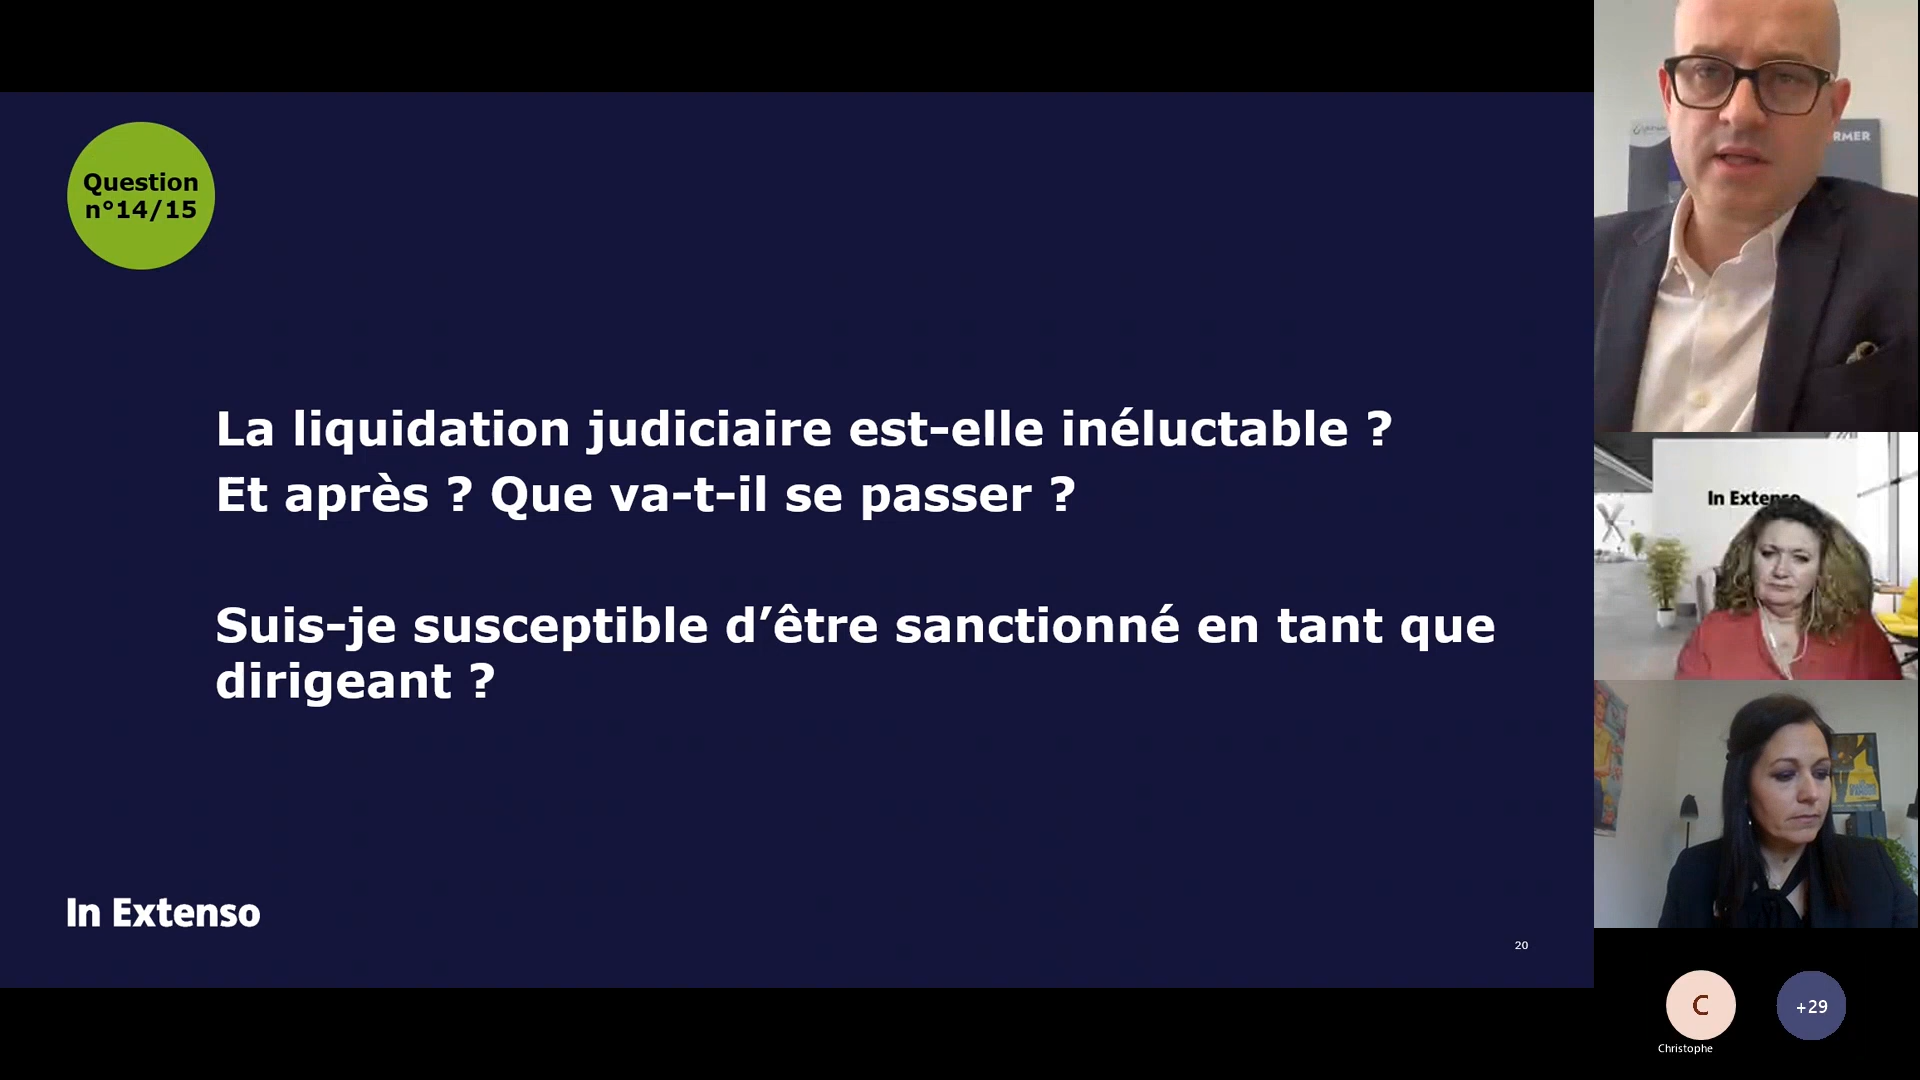 Question
n°14/15
La liquidation judiciaire est-elle inéluctable ?
Et après ? Que va-t-il se passer ?
Suis-je susceptible d’être sanctionné en tant que
dirigeant ?
In Extenso
20
RMER
In Extenso
C
+29
Christophe